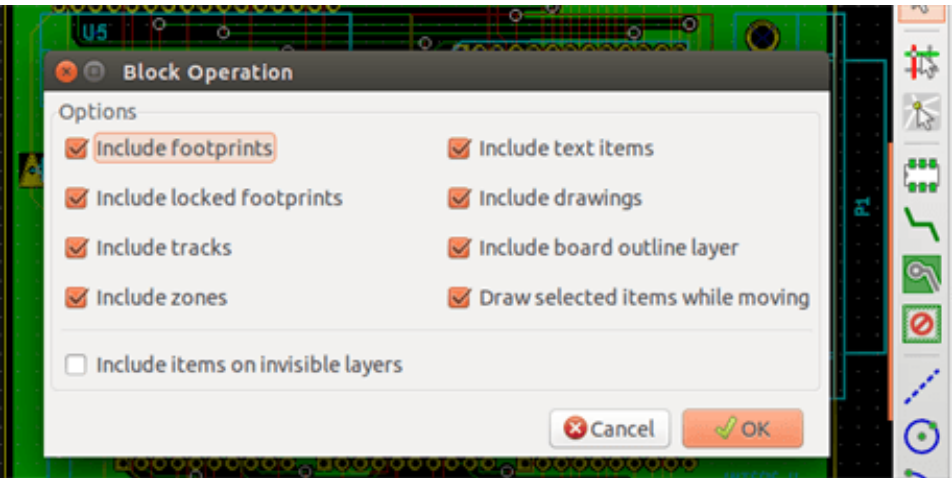 U5
Block Operation
Options
Include footprints
Include text items
Include locked footprints
Include drawings
Include tracks
Include board outline layer
Include zones
Draw selected items while moving
Include items on invisible layers
Cancel
OK
P1